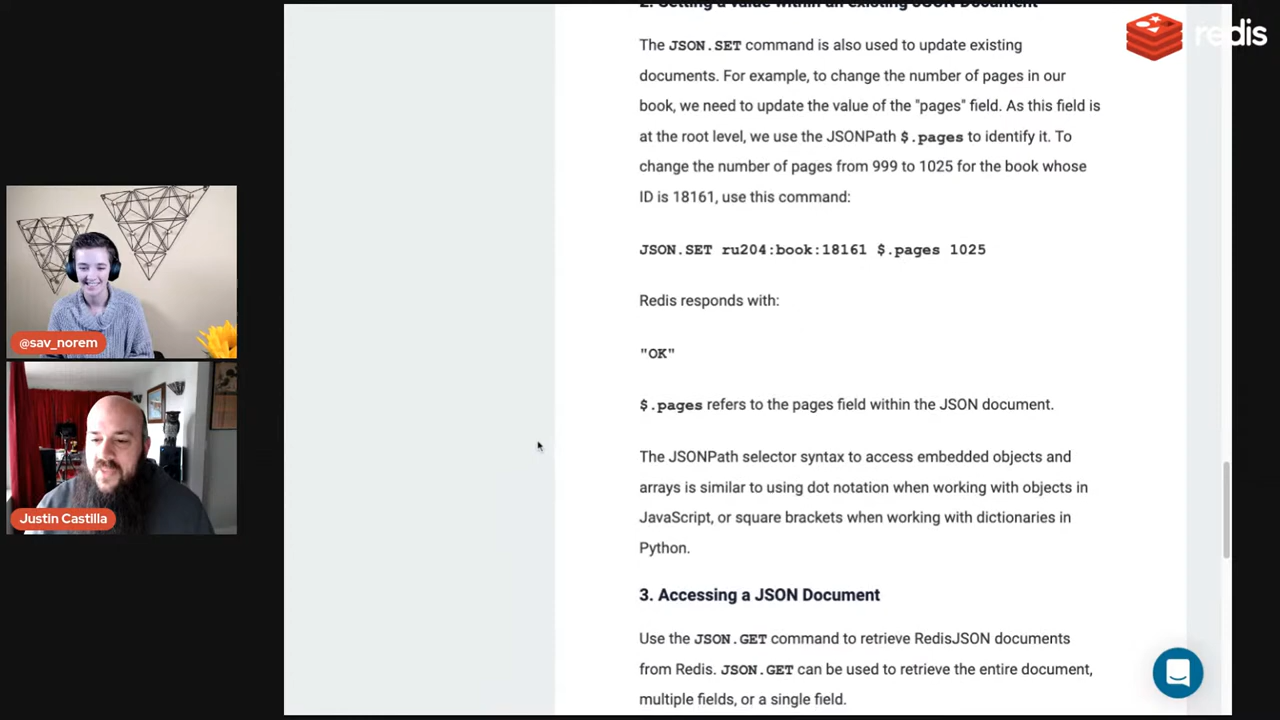 2. Setting a value within an existing JSON Document
redis
The JSON.SET command is also used to update existing
documents. For example, to change the number of pages in our
book, we need to update the value of the "pages" field. As this field is
at the root level, we use the JSONPath $.pages to identify it. To
change the number of pages from 999 to 1025 for the book whose
ID is 18161, use this command:
JSON.SET ru204:book:18161 $.pages 1025
Redis responds with:
"OK"
$.pages refers to the pages field within the JSON document.
The JSONPath selector syntax to access embedded objects and
arrays is similar to using dot notation when working with objects in
JavaScript, or square brackets when working with dictionaries in
Python.
3. Accessing a JSON Document
Use the JSON.GET command to retrieve RedisJSON documents
from Redis. JSON.GET can be used to retrieve the entire document,
multiple fields, or a single field.
@sav_norem
Justin Castilla